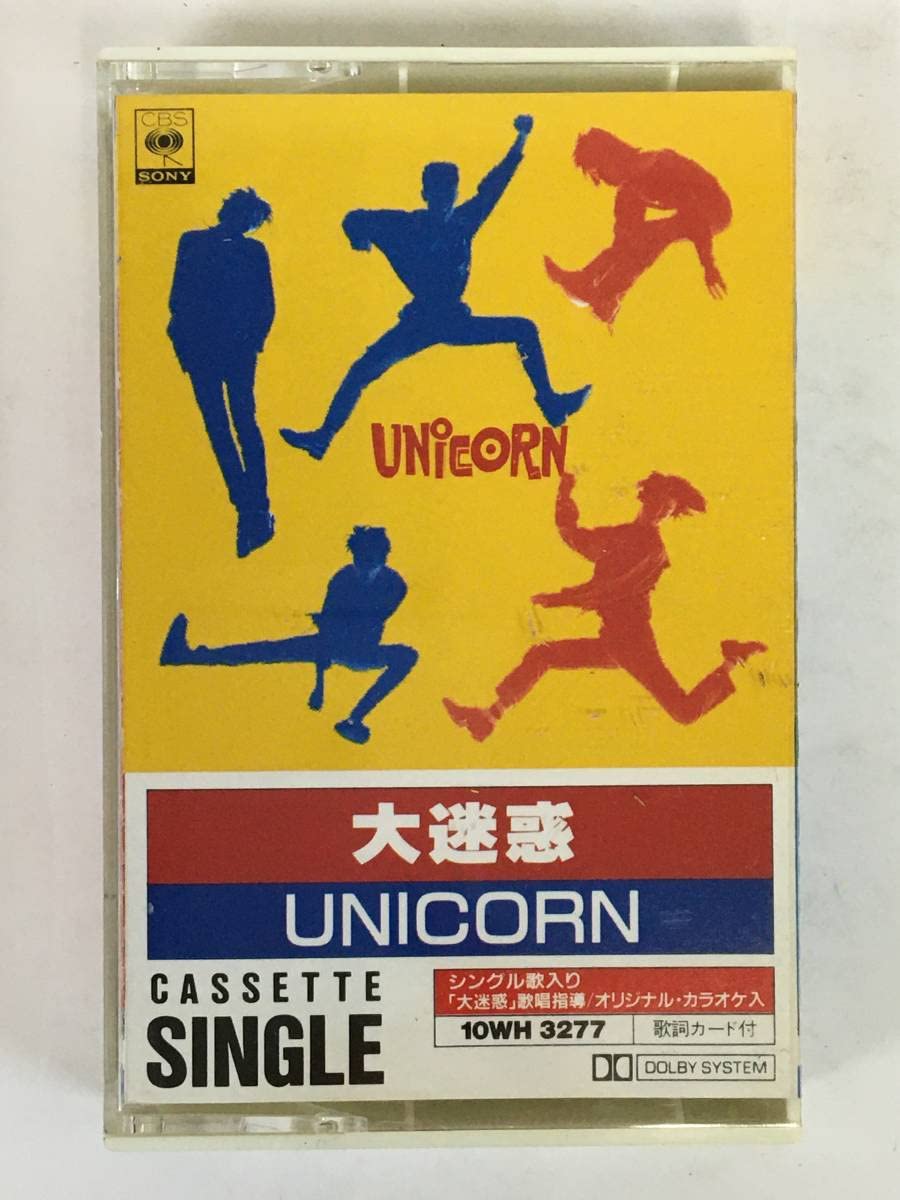 CBS
SONY
UNiCORN
大迷惑
UNICORN
CASSETTE
SINGLE
シングル歌入り
「大迷惑」歌唱指導/オリジナル・カラオケ入
10WH 3277
歌詞カード付
DOLBY SYSTEM